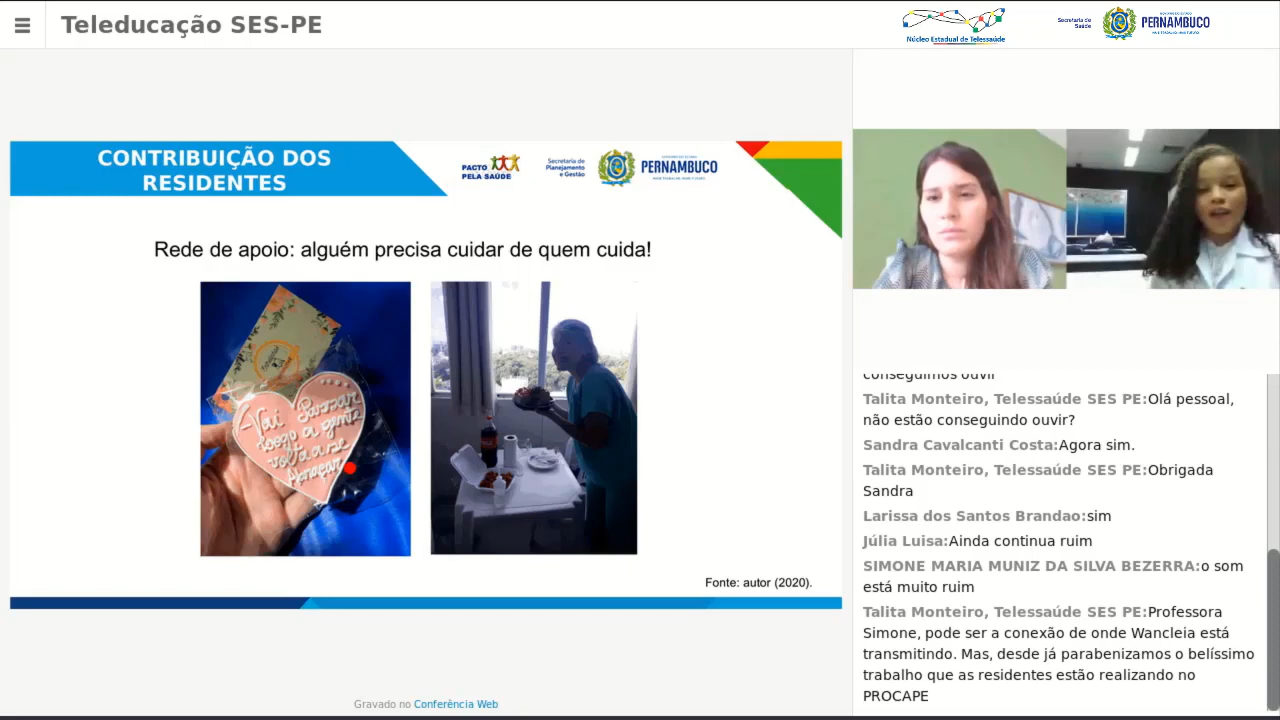 Teleducação SES-PE
Núcleo Estadual de Telessaúde
Secretaria de
Saúde
PERNAMBUCO
CONTRIBUIÇÃO DOS
RESIDENTES
PACTO
PELA SAÚDE
Secretaria de
Planejamento
e Gestão
PERNAMBUCO
Rede de apoio: alguém precisa cuidar de quem cuida!
Vai passar
logo a gente
volta a se
abraçar
Fonte: autor (2020).
Gravado no Conferência Web
conseguimos ouvir
Talita Monteiro, Telessaúde SES PE:Olá pessoal,
não estão conseguindo ouvir?
Sandra Cavalcanti Costa:Agora sim.
Talita Monteiro, Telessaúde SES PE:Obrigada
Sandra
Larissa dos Santos Brandao:sim
Júlia Luisa:Ainda continua ruim
SIMONE MARIA MUNIZ DA SILVA BEZERRA:o som
está muito ruim
Talita Monteiro, Telessaúde SES PE:Professora
Simone, pode ser a conexão de onde Wancleia está
transmitindo. Mas, desde já parabenizamos o belíssimo
trabalho que as residentes estão realizando no
PROCAPE